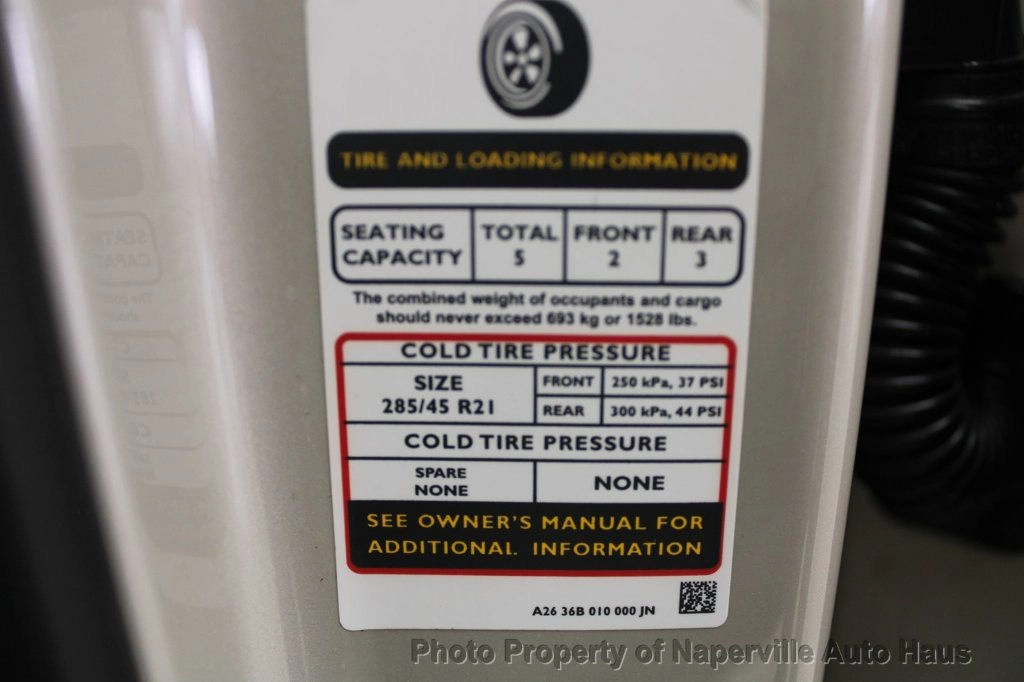 TIRE AND LOADING INFORMATION
SEATING CAPACITY
TOTAL 5
FRONT 2
REAR 3
The combined weight of occupants and cargo
should never exceed 693 kg or 1528 lbs.
COLD TIRE PRESSURE
SIZE
285/45 R21
FRONT 250 kPa, 37 PSI
REAR 300 kPa, 44 PSI
COLD TIRE PRESSURE
SPARE
NONE
NONE
SEE OWNER'S MANUAL FOR
ADDITIONAL. INFORMATION
A26 36B 010 000 JN
Photo Property of Naperville Auto Haus